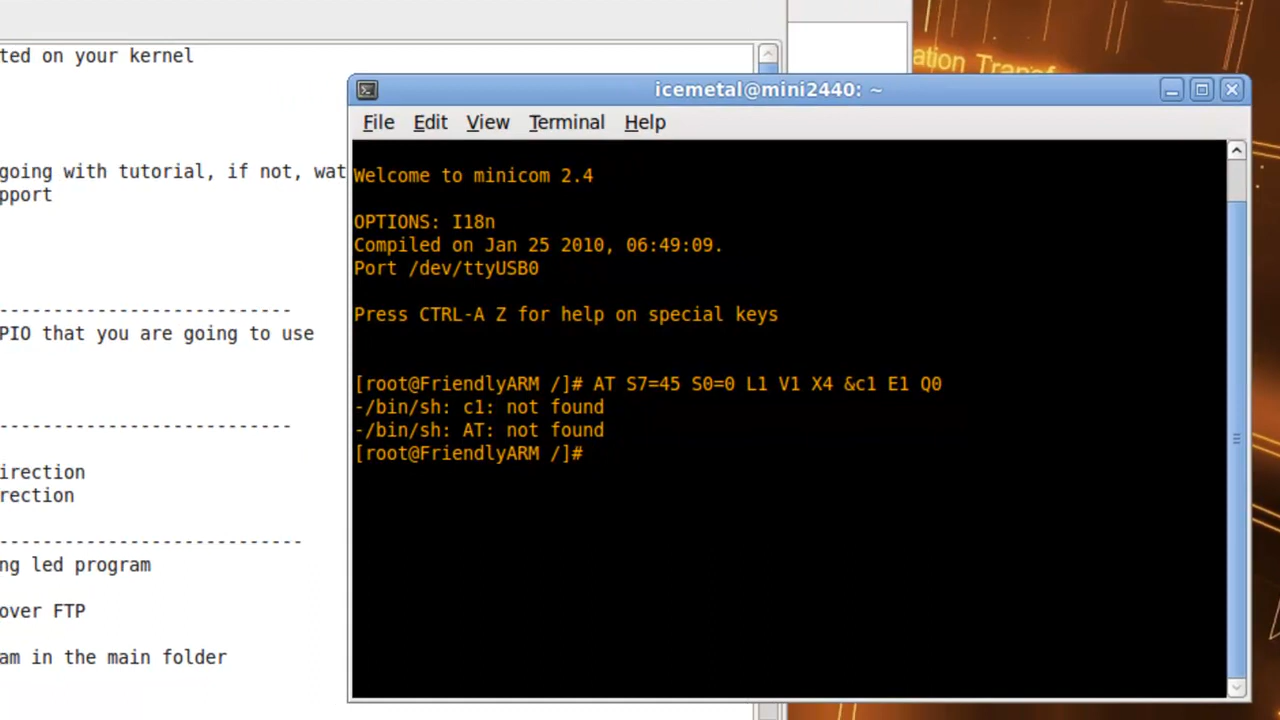 ted on your kernel
going with tutorial, if not, wat
pport
--------------------------
PIO that you are going to use
--------------------------
irection
rection
---------------------------
ng led program
over FTP
am in the main folder
ation
icemetal@mini2440: ~
File Edit View Terminal Help
Welcome to minicom 2.4
OPTIONS: I18n
Compiled on Jan 25 2010, 06:49:09.
Port /dev/ttyUSB0
Press CTRL-A Z for help on special keys
[root@FriendlyARM /]# AT S7=45 S0=0 L1 V1 X4 &c1 E1 Q0
-/bin/sh: c1: not found
-/bin/sh: AT: not found
[root@FriendlyARM /]#